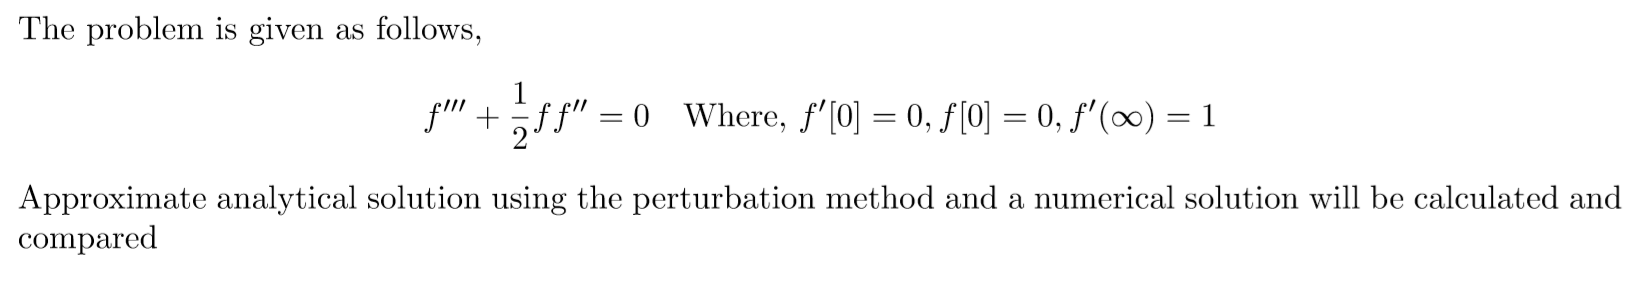 The problem is given as follows,
f''' + \frac{1}{2} f f'' = 0 Where, f'[0] = 0, f[0] = 0, f'(∞) = 1
Approximate analytical solution using the perturbation method and a numerical solution will be calculated and
compared